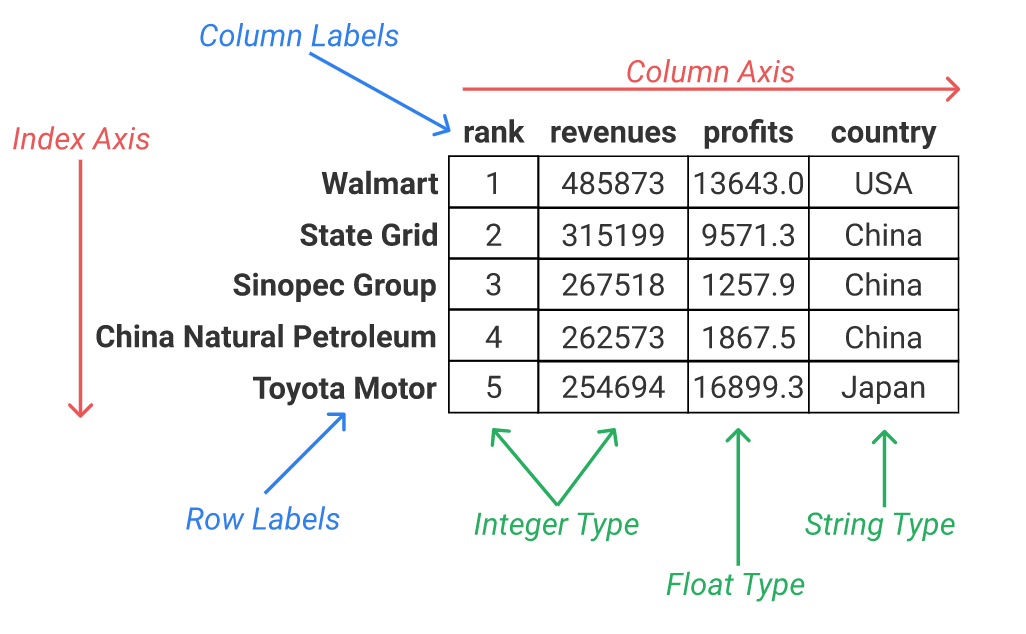 Column Labels
Column Axis
Index Axis
rank revenues profits country
Walmart 1 485873 13643.0 USA
State Grid 2 315199 9571.3 China
Sinopec Group 3 267518 1257.9 China
China Natural Petroleum 4 262573 1867.5 China
Toyota Motor 5 254694 16899.3 Japan
Row Labels
Integer Type
String Type
Float Type